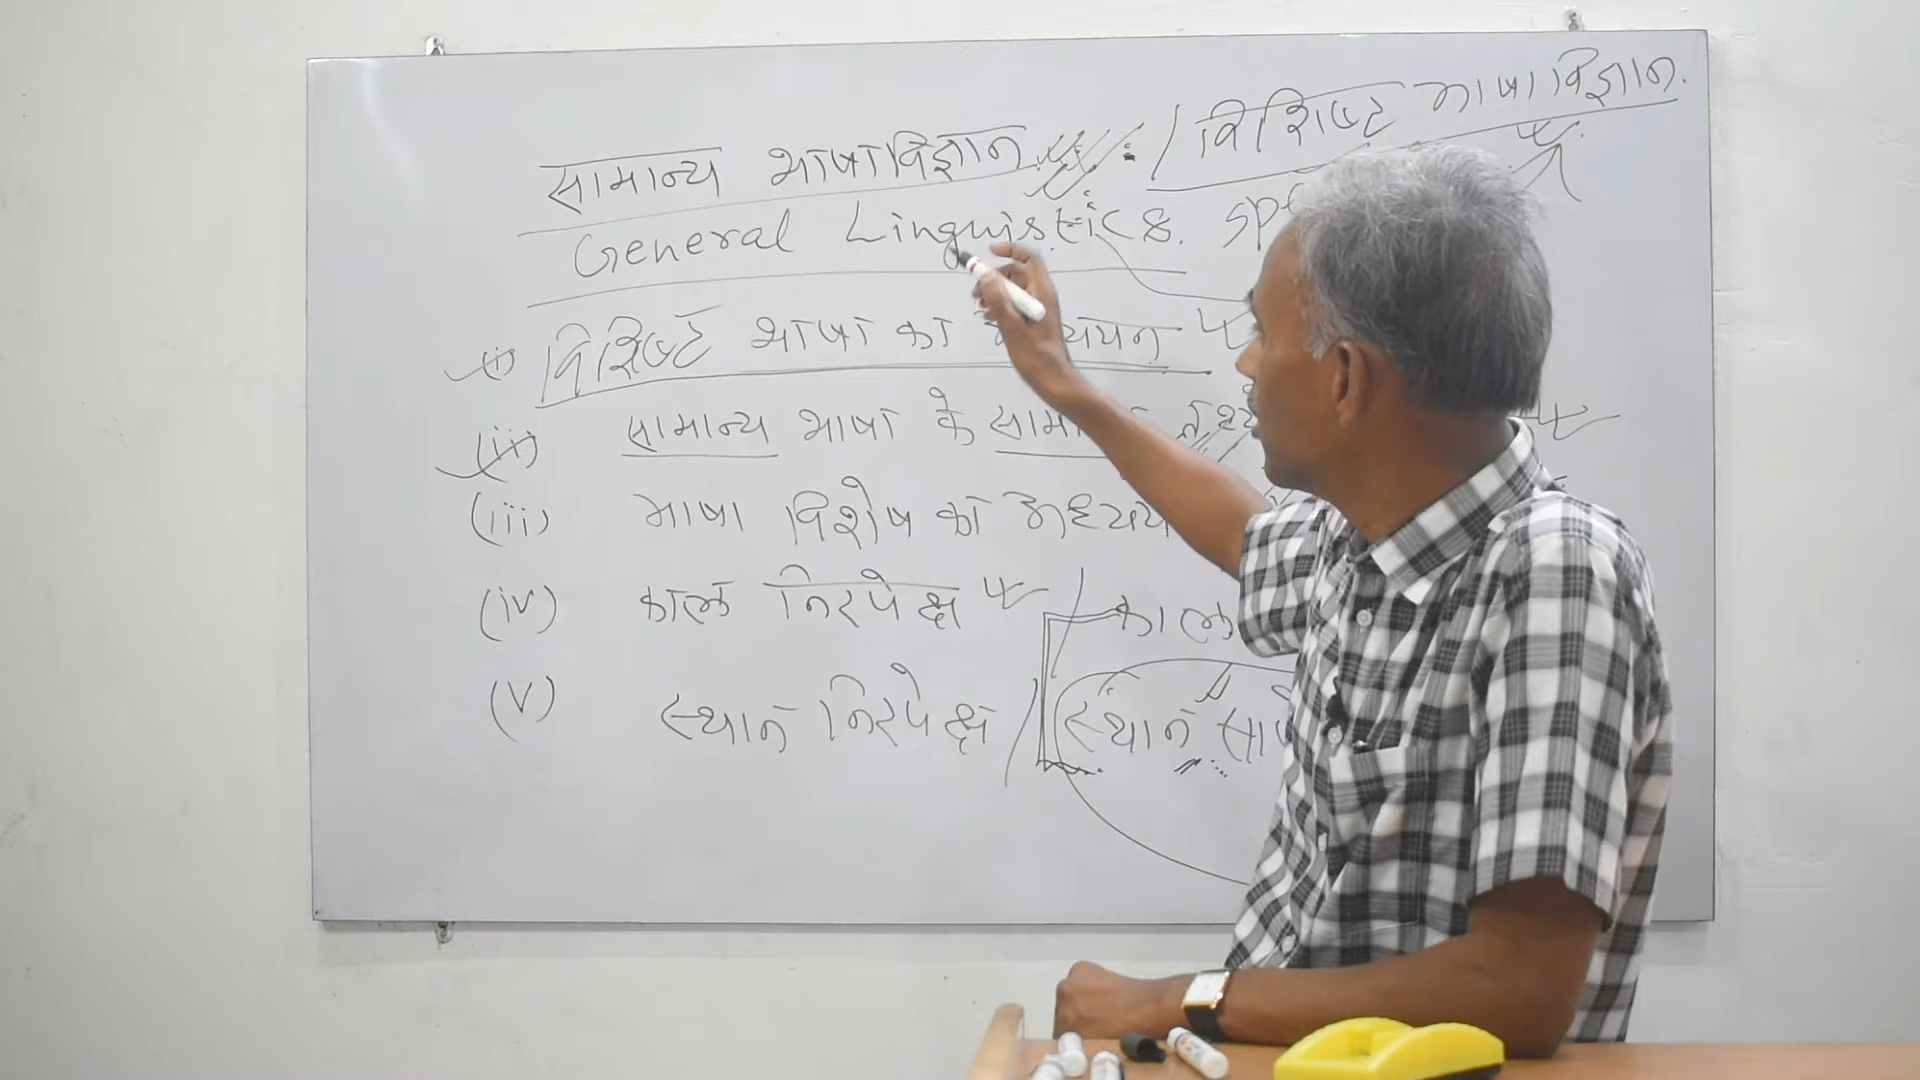 सामान्य भाषाविज्ञान / विशिष्ट भाषाविज्ञान.
General Linguistics.
(i) विशिष्ट भाषा का
(ii) सामान्य भाषा के
(iii) भाषा विशेष का
(iv) काल निरपेक्ष / काल
(v) स्थान निरपेक्ष / स्थान